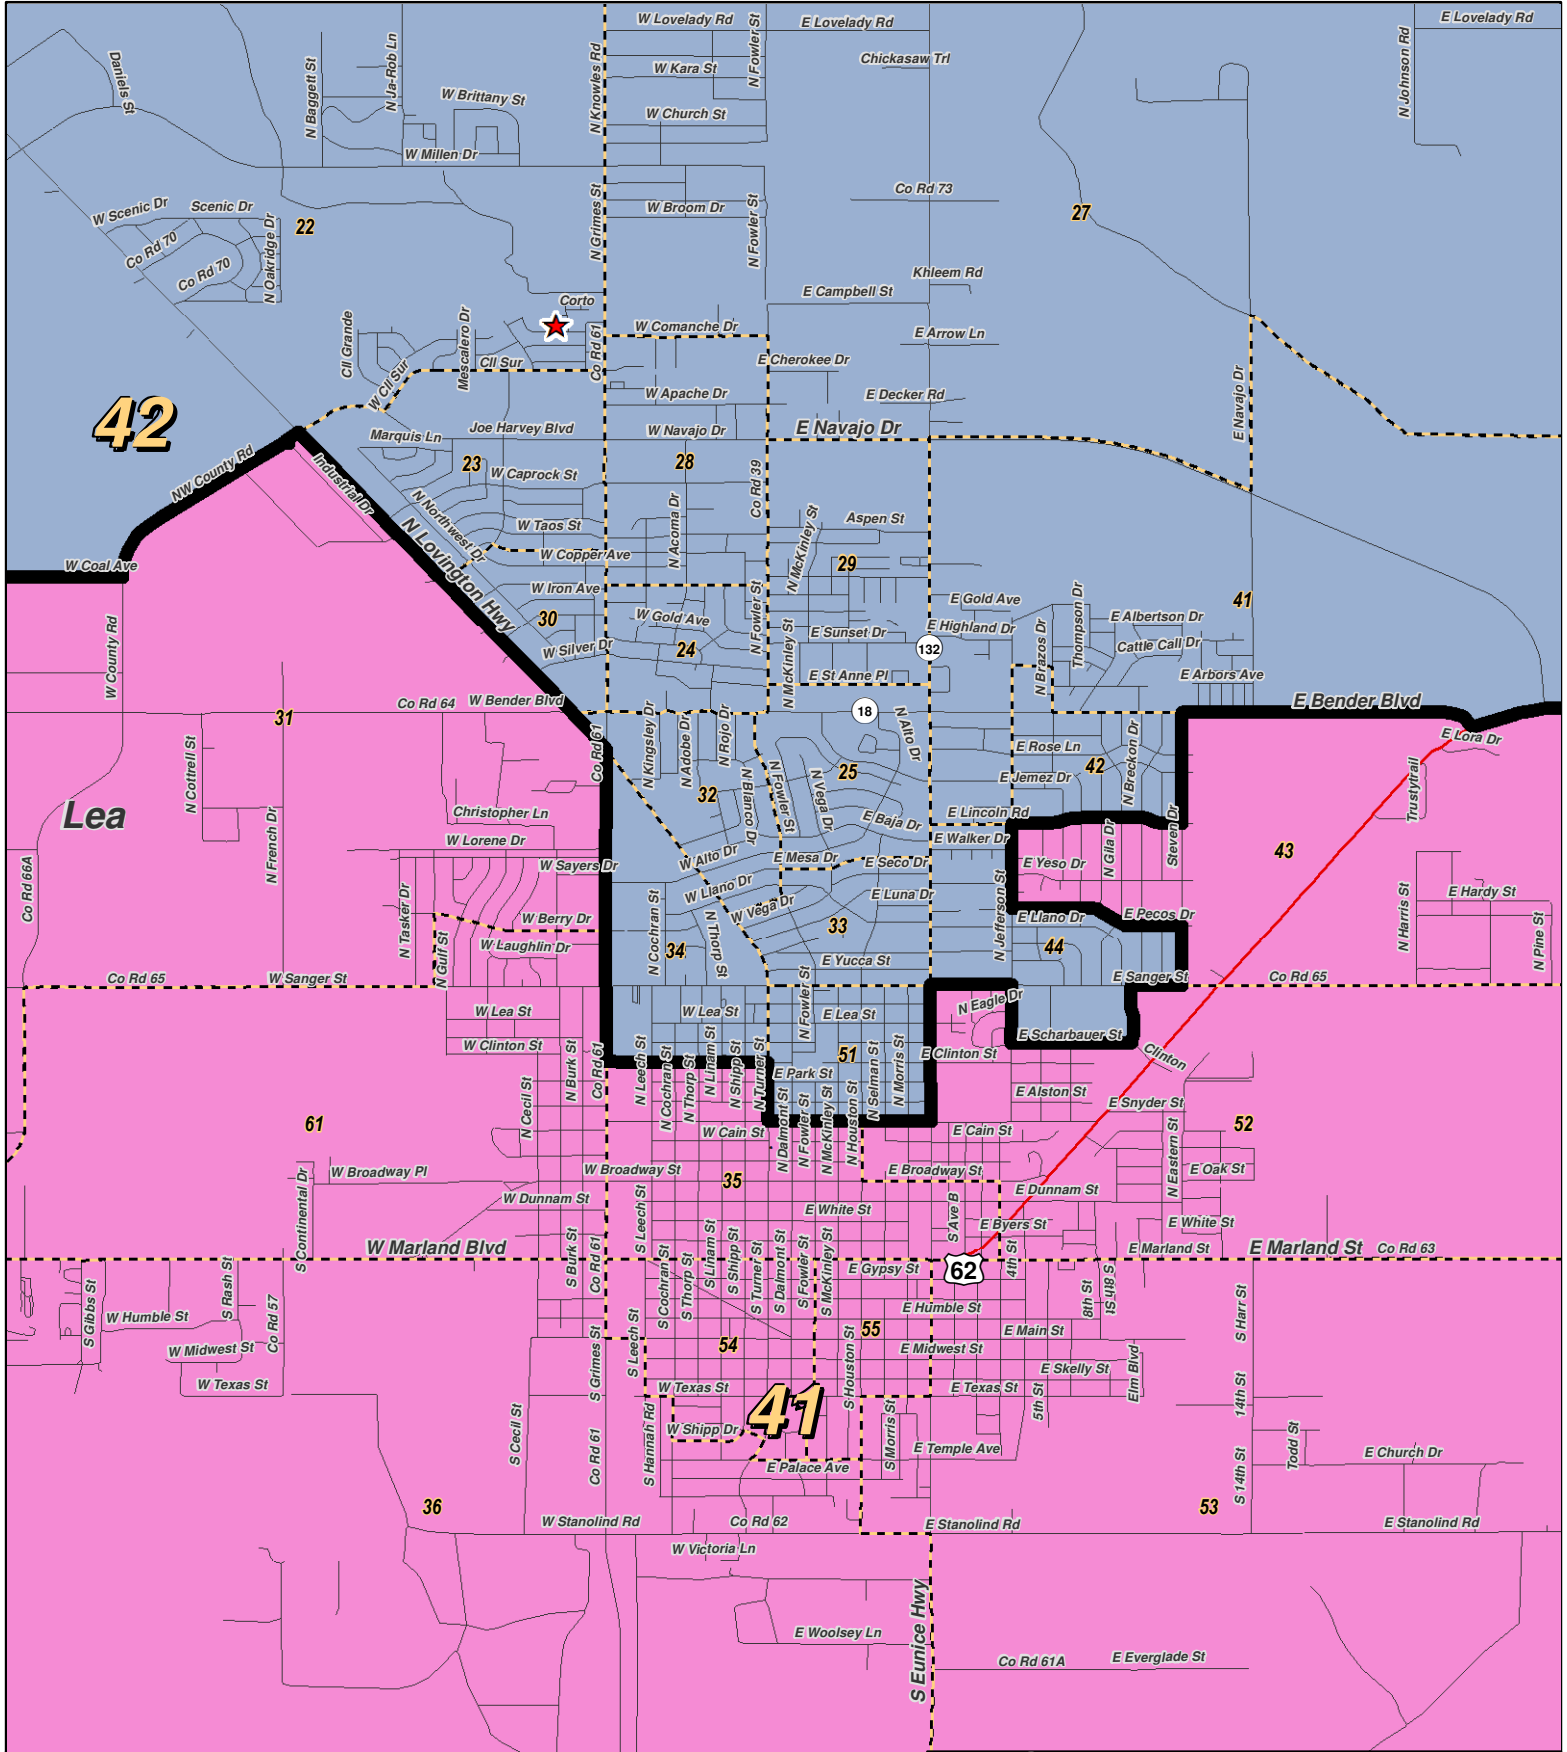 W Lovelady Rd
E Lovelady Rd
E Lovelady Rd
Daniels St
N Baggett St
N Ja-Rob Ln
N Knowles Rd
N Fowler St
N Johnson Rd
W Kara St
Chickasaw Trl
W Brittany St
W Church St
W Millen Dr
Co Rd 73
W Scenic Dr
Scenic Dr
22
W Broom Dr
27
Co Rd 70
Co Rd 70
N Oakridge Dr
N Grimes St
N Fowler St
Khleem Rd
Corto
E Campbell St
Cll Grande
Mescalero Dr
W Comanche Dr
E Arrow Ln
Cll Sur
W Cll Sur
Co Rd 61
E Cherokee Dr
W Apache Dr
E Decker Rd
E Navajo Dr
42
Marquis Ln
Joe Harvey Blvd
W Navajo Dr
E Navajo Dr
NW County Rd
Industrial Dr
23
W Caprock St
28
Co Rd 39
N Northwest Dr
W Taos St
N Acoma Dr
N McKinley St
Aspen St
N Lovington Hwy
W Copper Ave
W Coal Ave
29
W Iron Ave
N Fowler St
E Gold Ave
Thompson Dr
41
30
W Gold Ave
E Highland Dr
E Albertson Dr
W County Rd
W Silver Dr
24
E Sunset Dr
132
N Brazos Dr
Cattle Call Dr
E St Anne Pl
N McKinley St
E Arbors Ave
Co Rd 64
W Bender Blvd
E Bender Blvd
31
18
N Cottrell St
Co Rd 61
N Kingsley Dr
N Adobe Dr
N Rojo Dr
N Alto Dr
E Rose Ln
N Breckon Dr
E Lora Dr
25
E Jemez Dr
42
Trustytrail
32
N Blanco Dr
N Fowler St
N Vega Dr
Lea
Christopher Ln
E Baja Dr
E Lincoln Rd
N French Dr
W Lorene Dr
E Walker Dr
Steven Dr
Co Rd 66A
W Sayers Dr
W Alto Dr
E Mesa Dr
E Seco Dr
E Yeso Dr
N Gila Dr
43
W Llano Dr
E Luna Dr
E Hardy St
N Tasker Dr
W Berry Dr
N Cochran St
N Thorp St
W Vega Dr
33
N Jefferson St
E Llano Dr
E Pecos Dr
N Harris St
N Pine St
N Gulf St
W Laughlin Dr
34
44
E Yucca St
Co Rd 65
W Sanger St
E Sanger St
Co Rd 65
W Lea St
W Lea St
N Fowler St
E Lea St
N Eagle Dr
W Clinton St
E Scharbauer St
N Burk St
Co Rd 61
N Leech St
N Cochran St
N Thorp St
N Linam St
N Shipp St
N Turner St
51
E Clinton St
Clinton
E Park St
N Selman St
N Morris St
E Alston St
N Cecil St
E Snyder St
61
W Cain St
N Dalmont St
N Fowler St
N McKinley St
N Houston St
E Cain St
52
N Eastern St
W Broadway Pl
W Broadway St
E Broadway St
E Oak St
S Continental Dr
35
W Dunnam St
E Dunnam St
S Leech St
E White St
S Ave B
E Byers St
E White St
W Marland Blvd
E Marland St
E Marland St
Co Rd 63
S Burk St
Co Rd 61
S Linam St
S Shipp St
S Cochran St
S Thorp St
S Turner St
S Dalmont St
S Fowler St
S McKinley St
E Gypsy St
62
4th St
S Gibbs St
W Humble St
S Rash St
Co Rd 57
E Humble St
8th St
S 8th St
S Harr St
E Main St
W Midwest St
S Grimes St
S Leech St
54
55
E Midwest St
W Texas St
W Texas St
S Houston St
E Skelly St
E Texas St
5th St
Elm Blvd
14th St
41
S Cecil St
W Shipp Dr
S Morris St
E Temple Ave
Todd St
E Church Dr
Co Rd 61
S Hannah Rd
E Palace Ave
S 14th St
36
53
W Stanolind Rd
Co Rd 62
E Stanolind Rd
E Stanolind Rd
W Victoria Ln
S Eunice Hwy
E Woolsey Ln
Co Rd 61A
E Everglade St